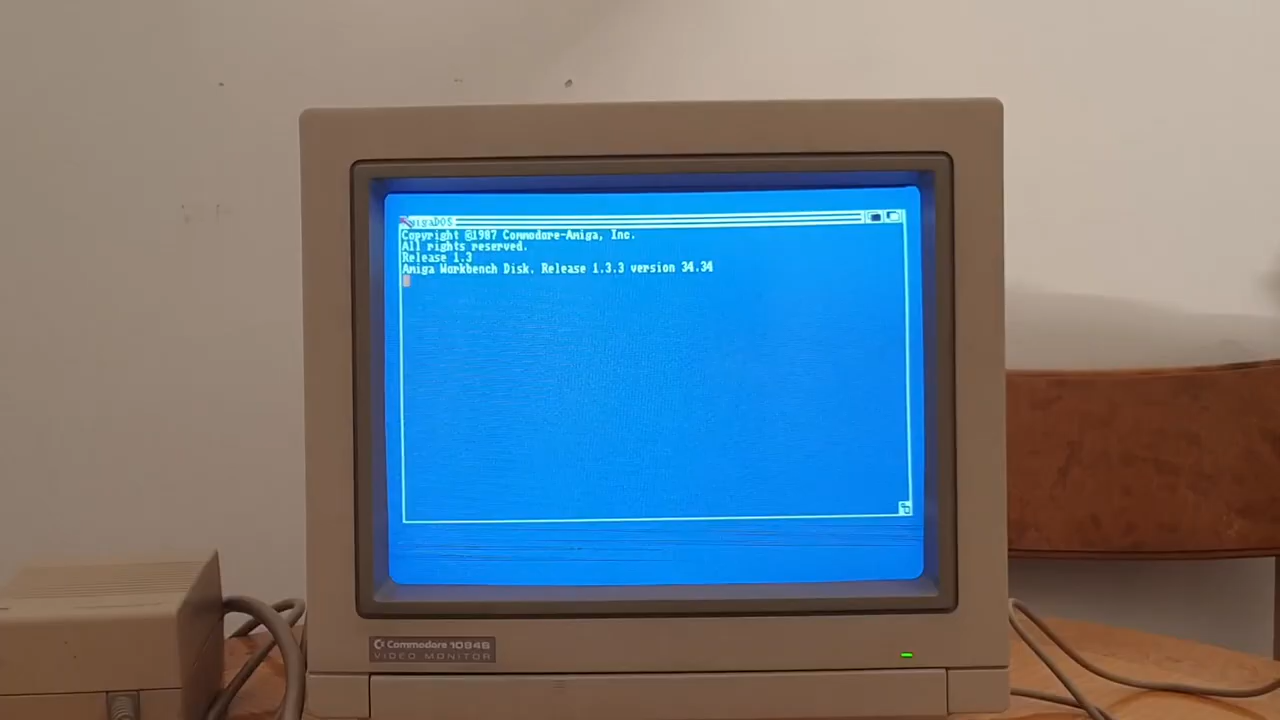 AmigaDOS
Copyright ©1987 Commodore-Amiga, Inc.
All rights reserved.
Release 1.3
Amiga Workbench Disk. Release 1.3.3 version 34.34
Commodore 1084S
VIDEO MONITOR